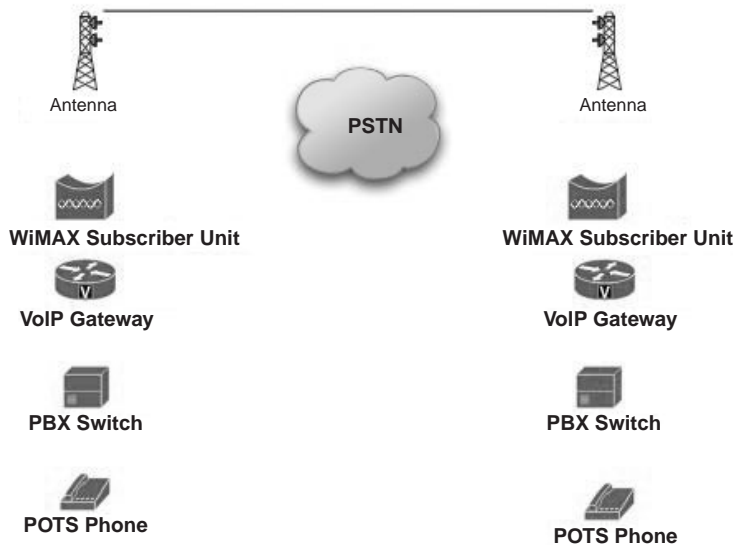 Antenna
Antenna
PSTN
WiMAX Subscriber Unit
WiMAX Subscriber Unit
V
V
VoIP Gateway
VoIP Gateway
PBX Switch
PBX Switch
POTS Phone
POTS Phone